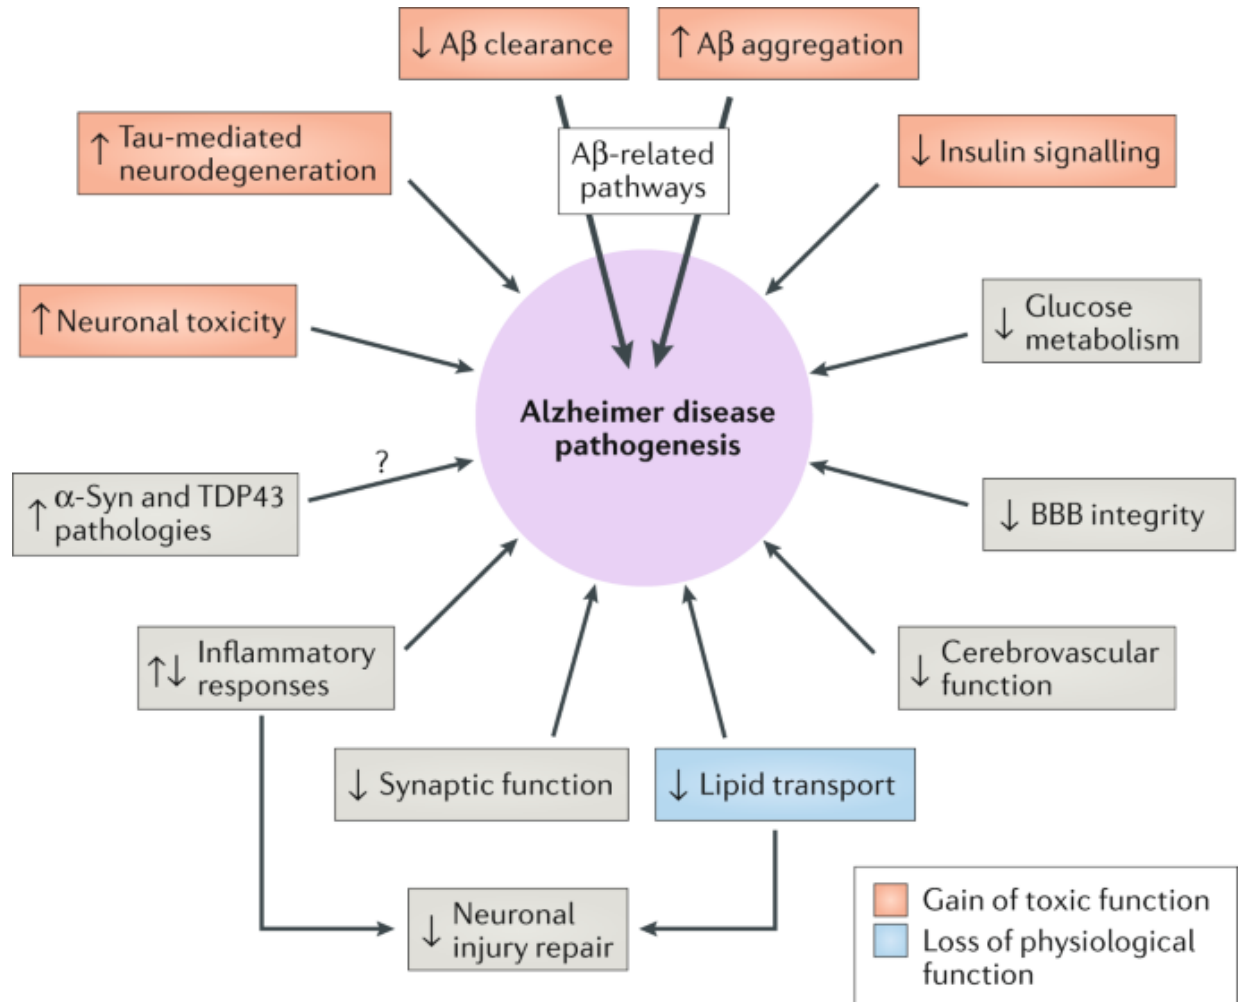 ↓ Aβ clearance
↑ Aβ aggregation
↑ Tau-mediated
neurodegeneration
Aβ-related
pathways
↓ Insulin signalling
↑ Neuronal toxicity
↓ Glucose
metabolism
Alzheimer disease
pathogenesis
?
↑ α-Syn and TDP43
pathologies
↓ BBB integrity
↑↓ Inflammatory
responses
↓ Cerebrovascular
function
↓ Synaptic function
↓ Lipid transport
↓ Neuronal
injury repair
Gain of toxic function
Loss of physiological
function